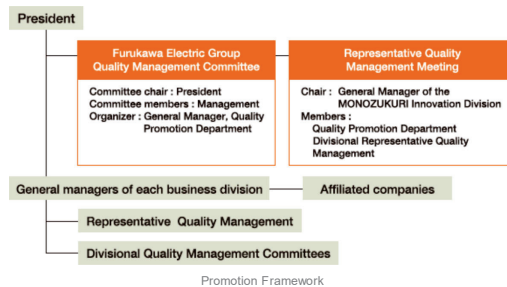 President
Furukawa Electric Group
Quality Management Committee
Committee chair : President
Committee members : Management
Organizer : General Manager, Quality
Promotion Department
Representative Quality
Management Meeting
Chair : General Manager of the
MONOZUKURI Innovation Division
Members :
Quality Promotion Department
Divisional Representative Quality
Management
General managers of each business division
Affiliated companies
Representative Quality Management
Divisional Quality Management Committees
Promotion Framework